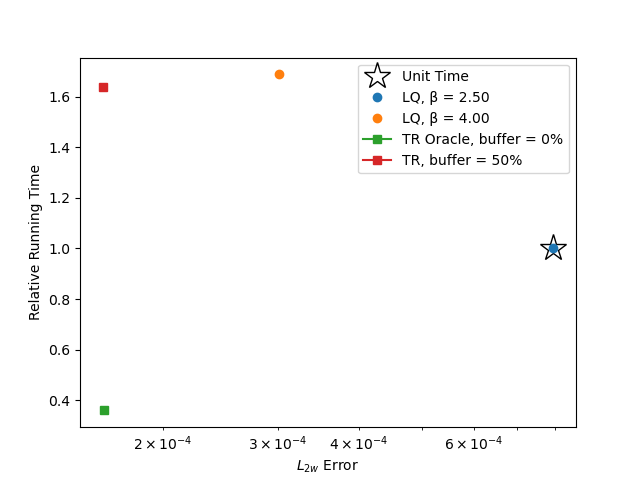 Unit Time
LQ, β = 2.50
LQ, β = 4.00
TR Oracle, buffer = 0%
TR, buffer = 50%
Relative Running Time
1.6
1.4
1.2
1.0
0.8
0.6
0.4
2 × 10⁻⁴
3 × 10⁻⁴
4 × 10⁻⁴
6 × 10⁻⁴
L₂w Error